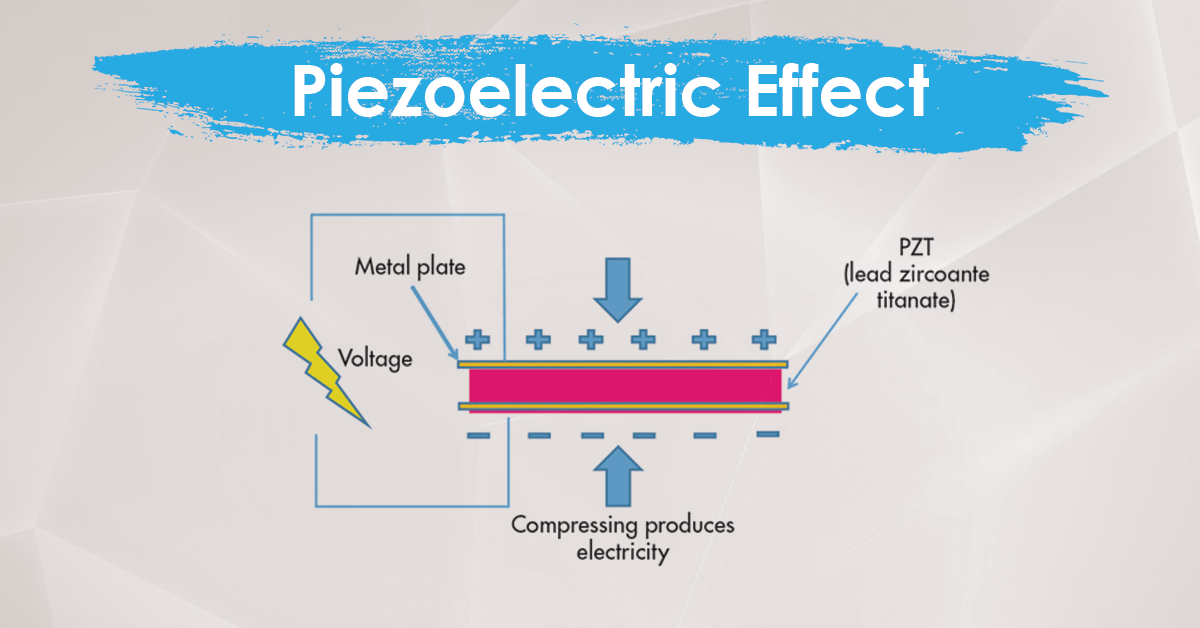 Piezoelectric Effect
Metal plate
PZT
(lead zircoante
titanate)
Voltage
Compressing produces
electricity